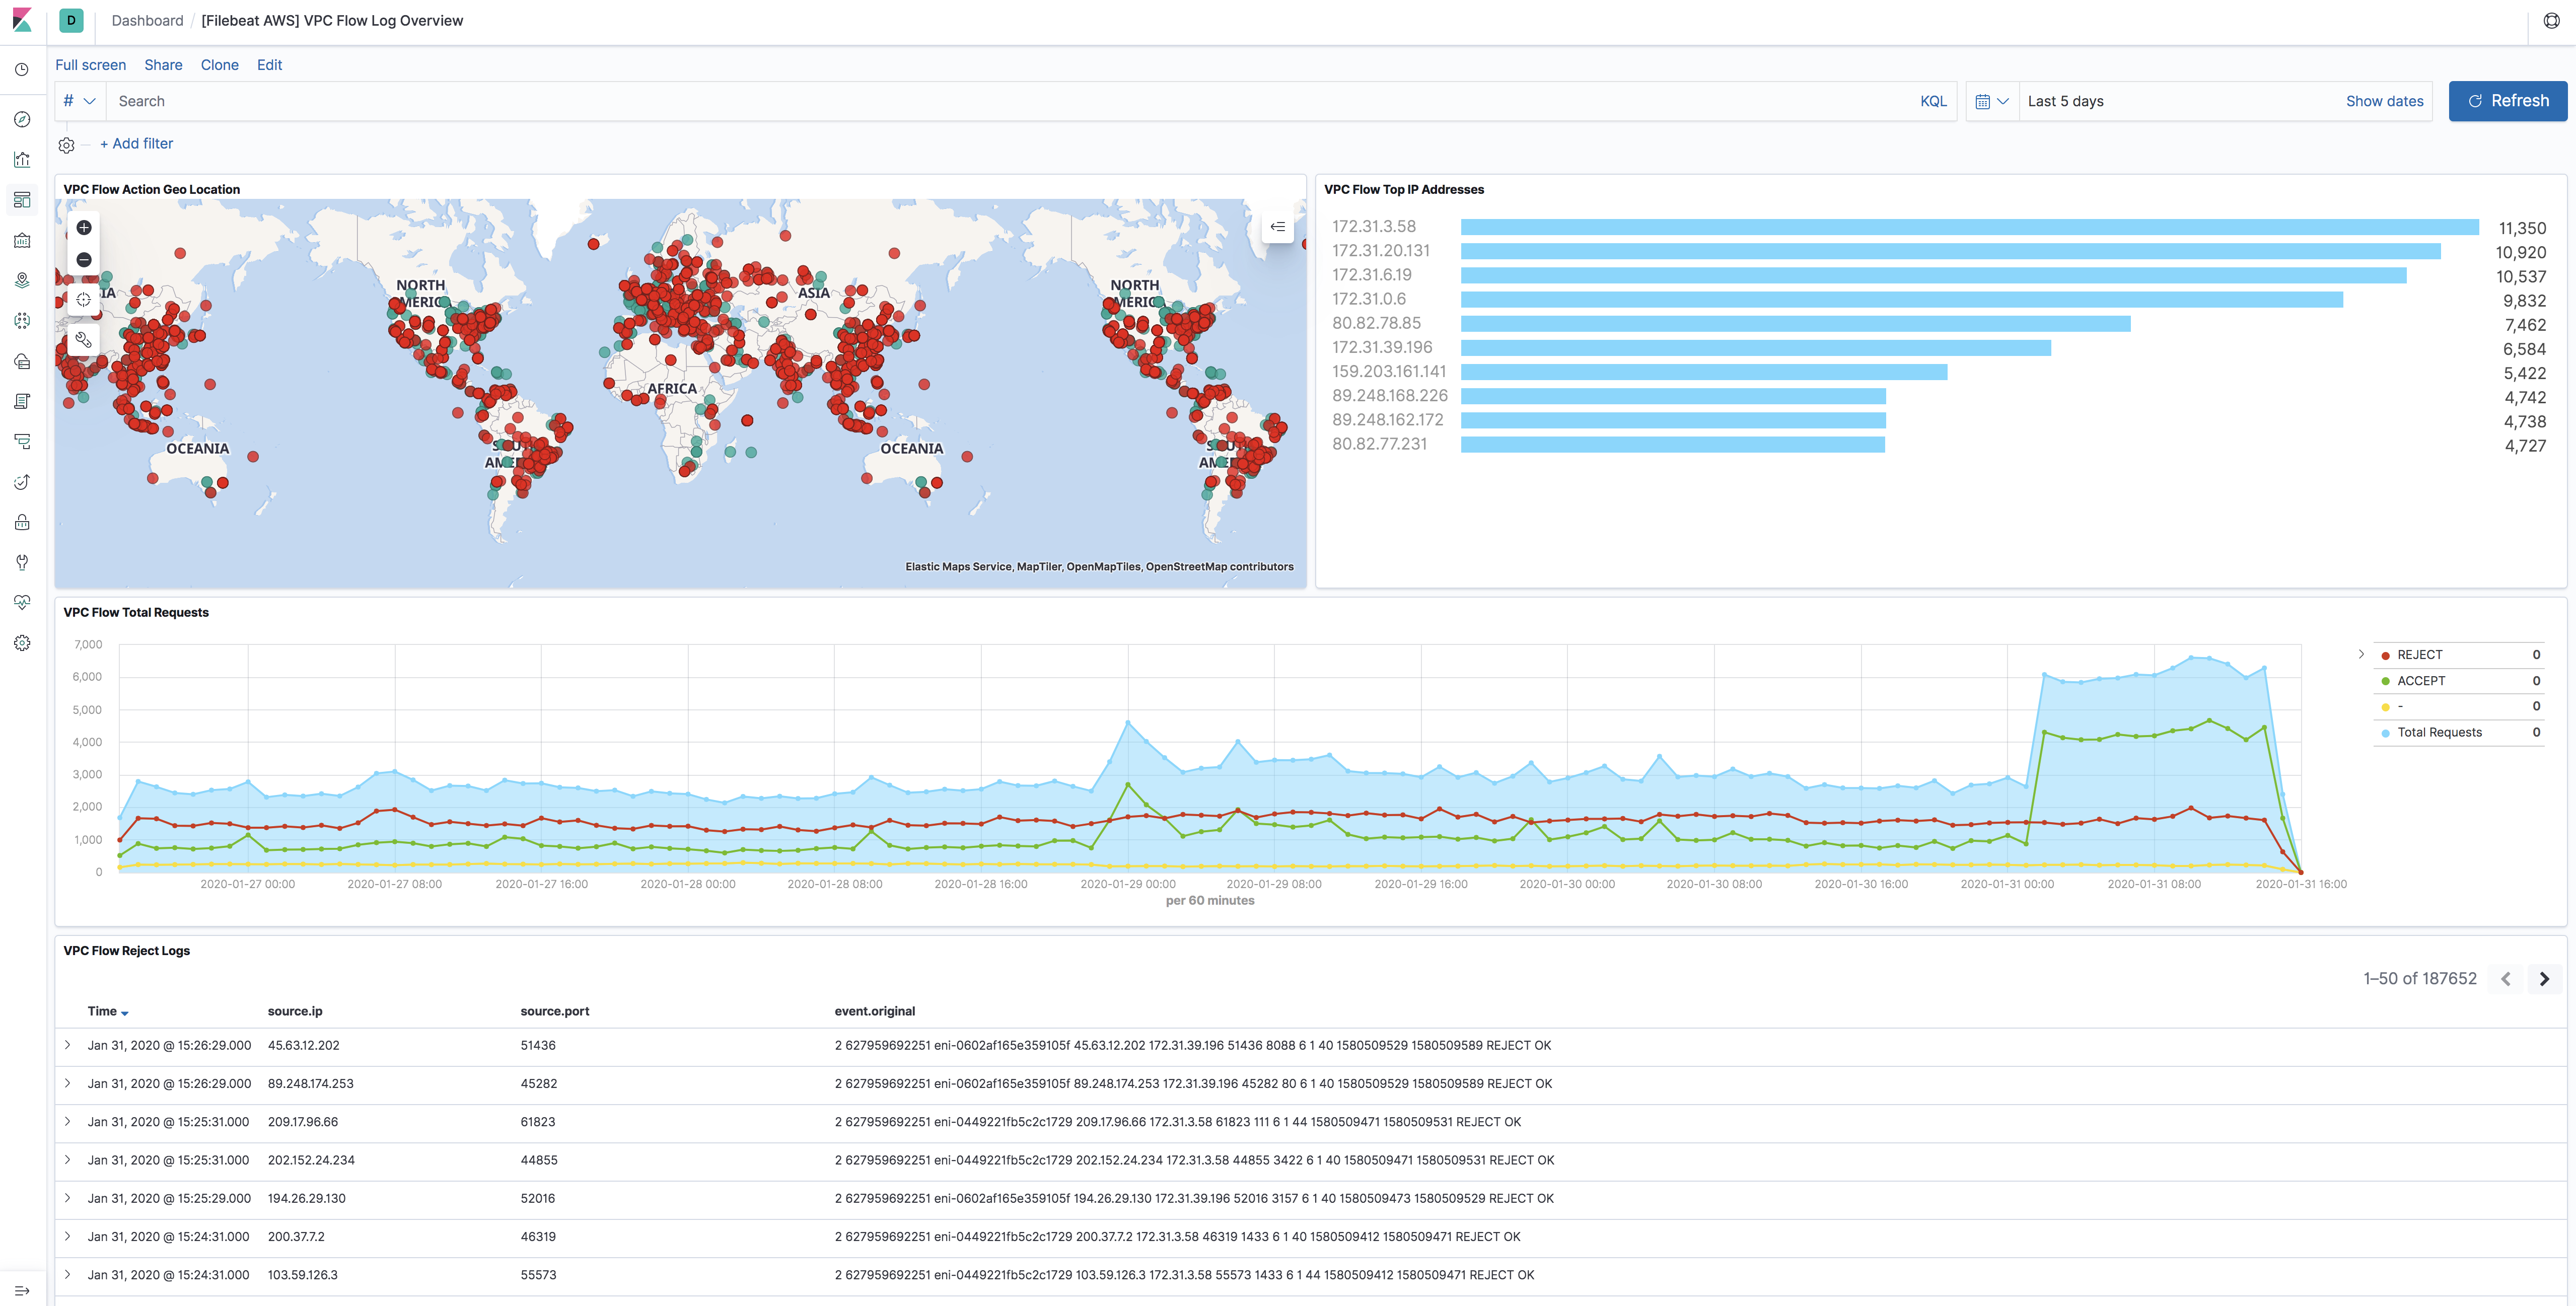 D Dashboard / [Filebeat AWS] VPC Flow Log Overview
Full screen Share Clone Edit
# Search KQL Last 5 days Show dates Refresh
+ Add filter
VPC Flow Action Geo Location
NORTH
AMERIC
ASIA
IA
NORTH
AMERIC
AFRICA
OCEANIA
SOUT
AME
OCEANIA
SOU
AME
Elastic Maps Service, MapTiler, OpenMapTiles, OpenStreetMap contributors
VPC Flow Top IP Addresses
172.31.3.58 11,350
172.31.20.131 10,920
172.31.6.19 10,537
172.31.0.6 9,832
80.82.78.85 7,462
172.31.39.196 6,584
159.203.161.141 5,422
89.248.168.226 4,742
89.248.162.172 4,738
80.82.77.231 4,727
VPC Flow Total Requests
7,000
6,000
5,000
4,000
3,000
2,000
1,000
0
2020-01-27 00:00 2020-01-27 08:00 2020-01-27 16:00 2020-01-28 00:00 2020-01-28 08:00 2020-01-28 16:00 2020-01-29 00:00 2020-01-29 08:00 2020-01-29 16:00 2020-01-30 00:00 2020-01-30 08:00 2020-01-30 16:00 2020-01-31 00:00 2020-01-31 08:00 2020-01-31 16:00
per 60 minutes
REJECT 0
ACCEPT 0
- 0
Total Requests 0
VPC Flow Reject Logs
1–50 of 187652
Time source.ip source.port event.original
Jan 31, 2020 @ 15:26:29.000 45.63.12.202 51436 2 627959692251 eni-0602af165e359105f 45.63.12.202 172.31.39.196 51436 8088 6 1 40 1580509529 1580509589 REJECT OK
Jan 31, 2020 @ 15:26:29.000 89.248.174.253 45282 2 627959692251 eni-0602af165e359105f 89.248.174.253 172.31.39.196 45282 80 6 1 40 1580509529 1580509589 REJECT OK
Jan 31, 2020 @ 15:25:31.000 209.17.96.66 61823 2 627959692251 eni-0449221fb5c2c1729 209.17.96.66 172.31.3.58 61823 111 6 1 44 1580509471 1580509531 REJECT OK
Jan 31, 2020 @ 15:25:31.000 202.152.24.234 44855 2 627959692251 eni-0449221fb5c2c1729 202.152.24.234 172.31.3.58 44855 3422 6 1 40 1580509471 1580509531 REJECT OK
Jan 31, 2020 @ 15:25:29.000 194.26.29.130 52016 2 627959692251 eni-0602af165e359105f 194.26.29.130 172.31.39.196 52016 3157 6 1 40 1580509473 1580509529 REJECT OK
Jan 31, 2020 @ 15:24:31.000 200.37.7.2 46319 2 627959692251 eni-0449221fb5c2c1729 200.37.7.2 172.31.3.58 46319 1433 6 1 40 1580509412 1580509471 REJECT OK
Jan 31, 2020 @ 15:24:31.000 103.59.126.3 55573 2 627959692251 eni-0449221fb5c2c1729 103.59.126.3 172.31.3.58 55573 1433 6 1 44 1580509412 1580509471 REJECT OK